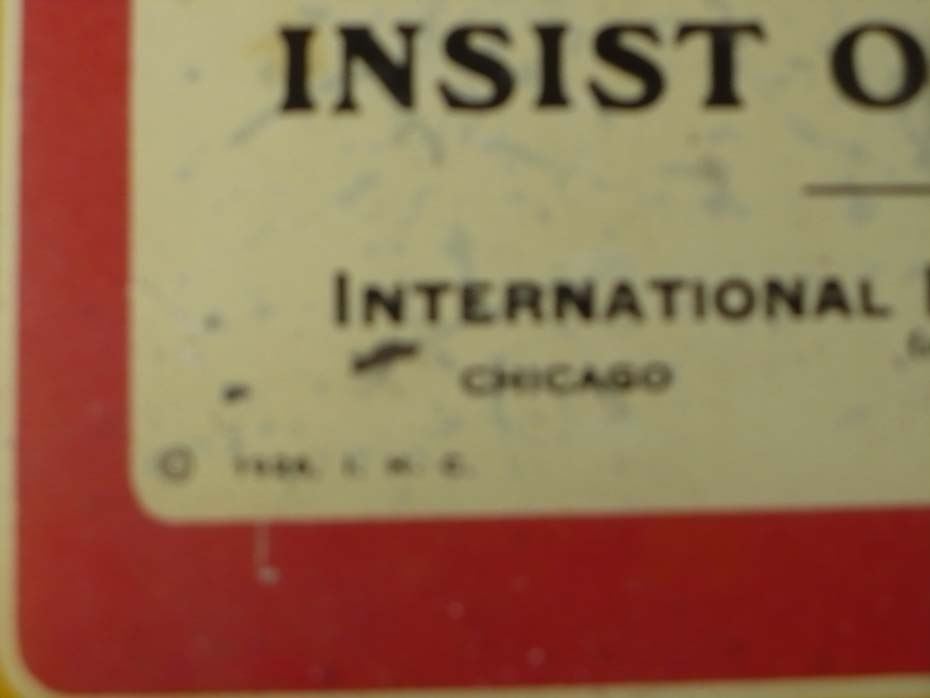 INSIST O
INTERNATIONAL
CHICAGO
© I. H. C.